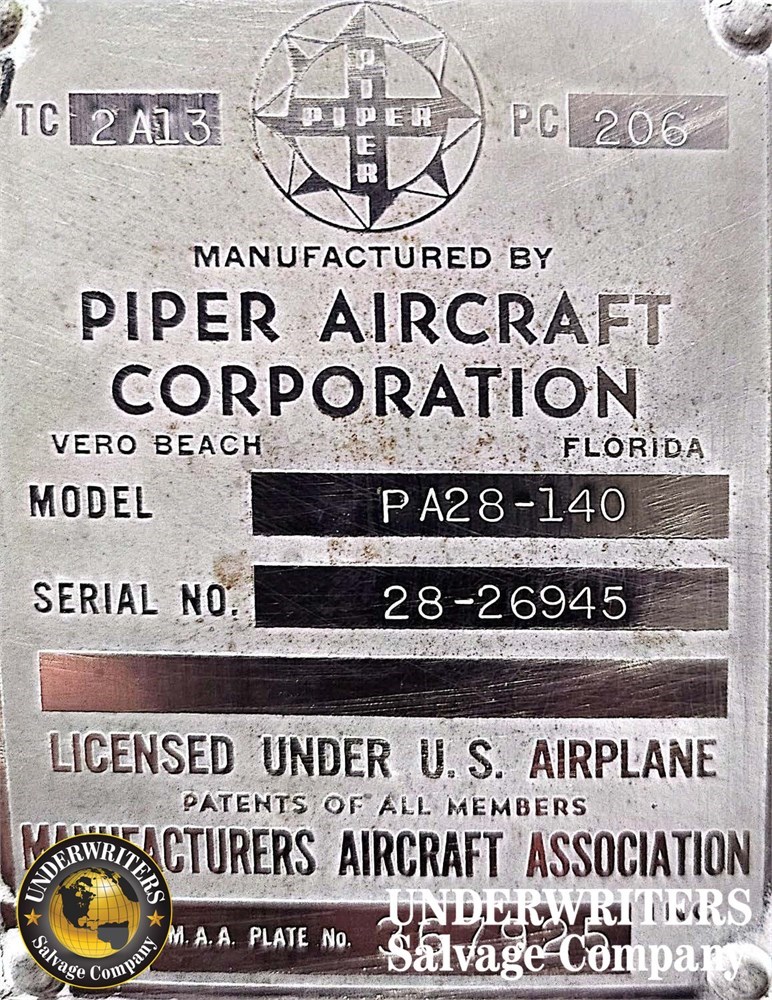 PIPER
PIPER
TC 2A13 PC 206
MANUFACTURED BY
PIPER AIRCRAFT
CORPORATION
VERO BEACH FLORIDA
MODEL PA28-140
SERIAL NO. 28-26945
LICENSED UNDER U.S. AIRPLANE
PATENTS OF ALL MEMBERS
MANUFACTURERS AIRCRAFT ASSOCIATION
INC.
M.A.A. PLATE No.
UNDERWRITERS
Salvage Company
UNDERWRITERS
Salvage Company